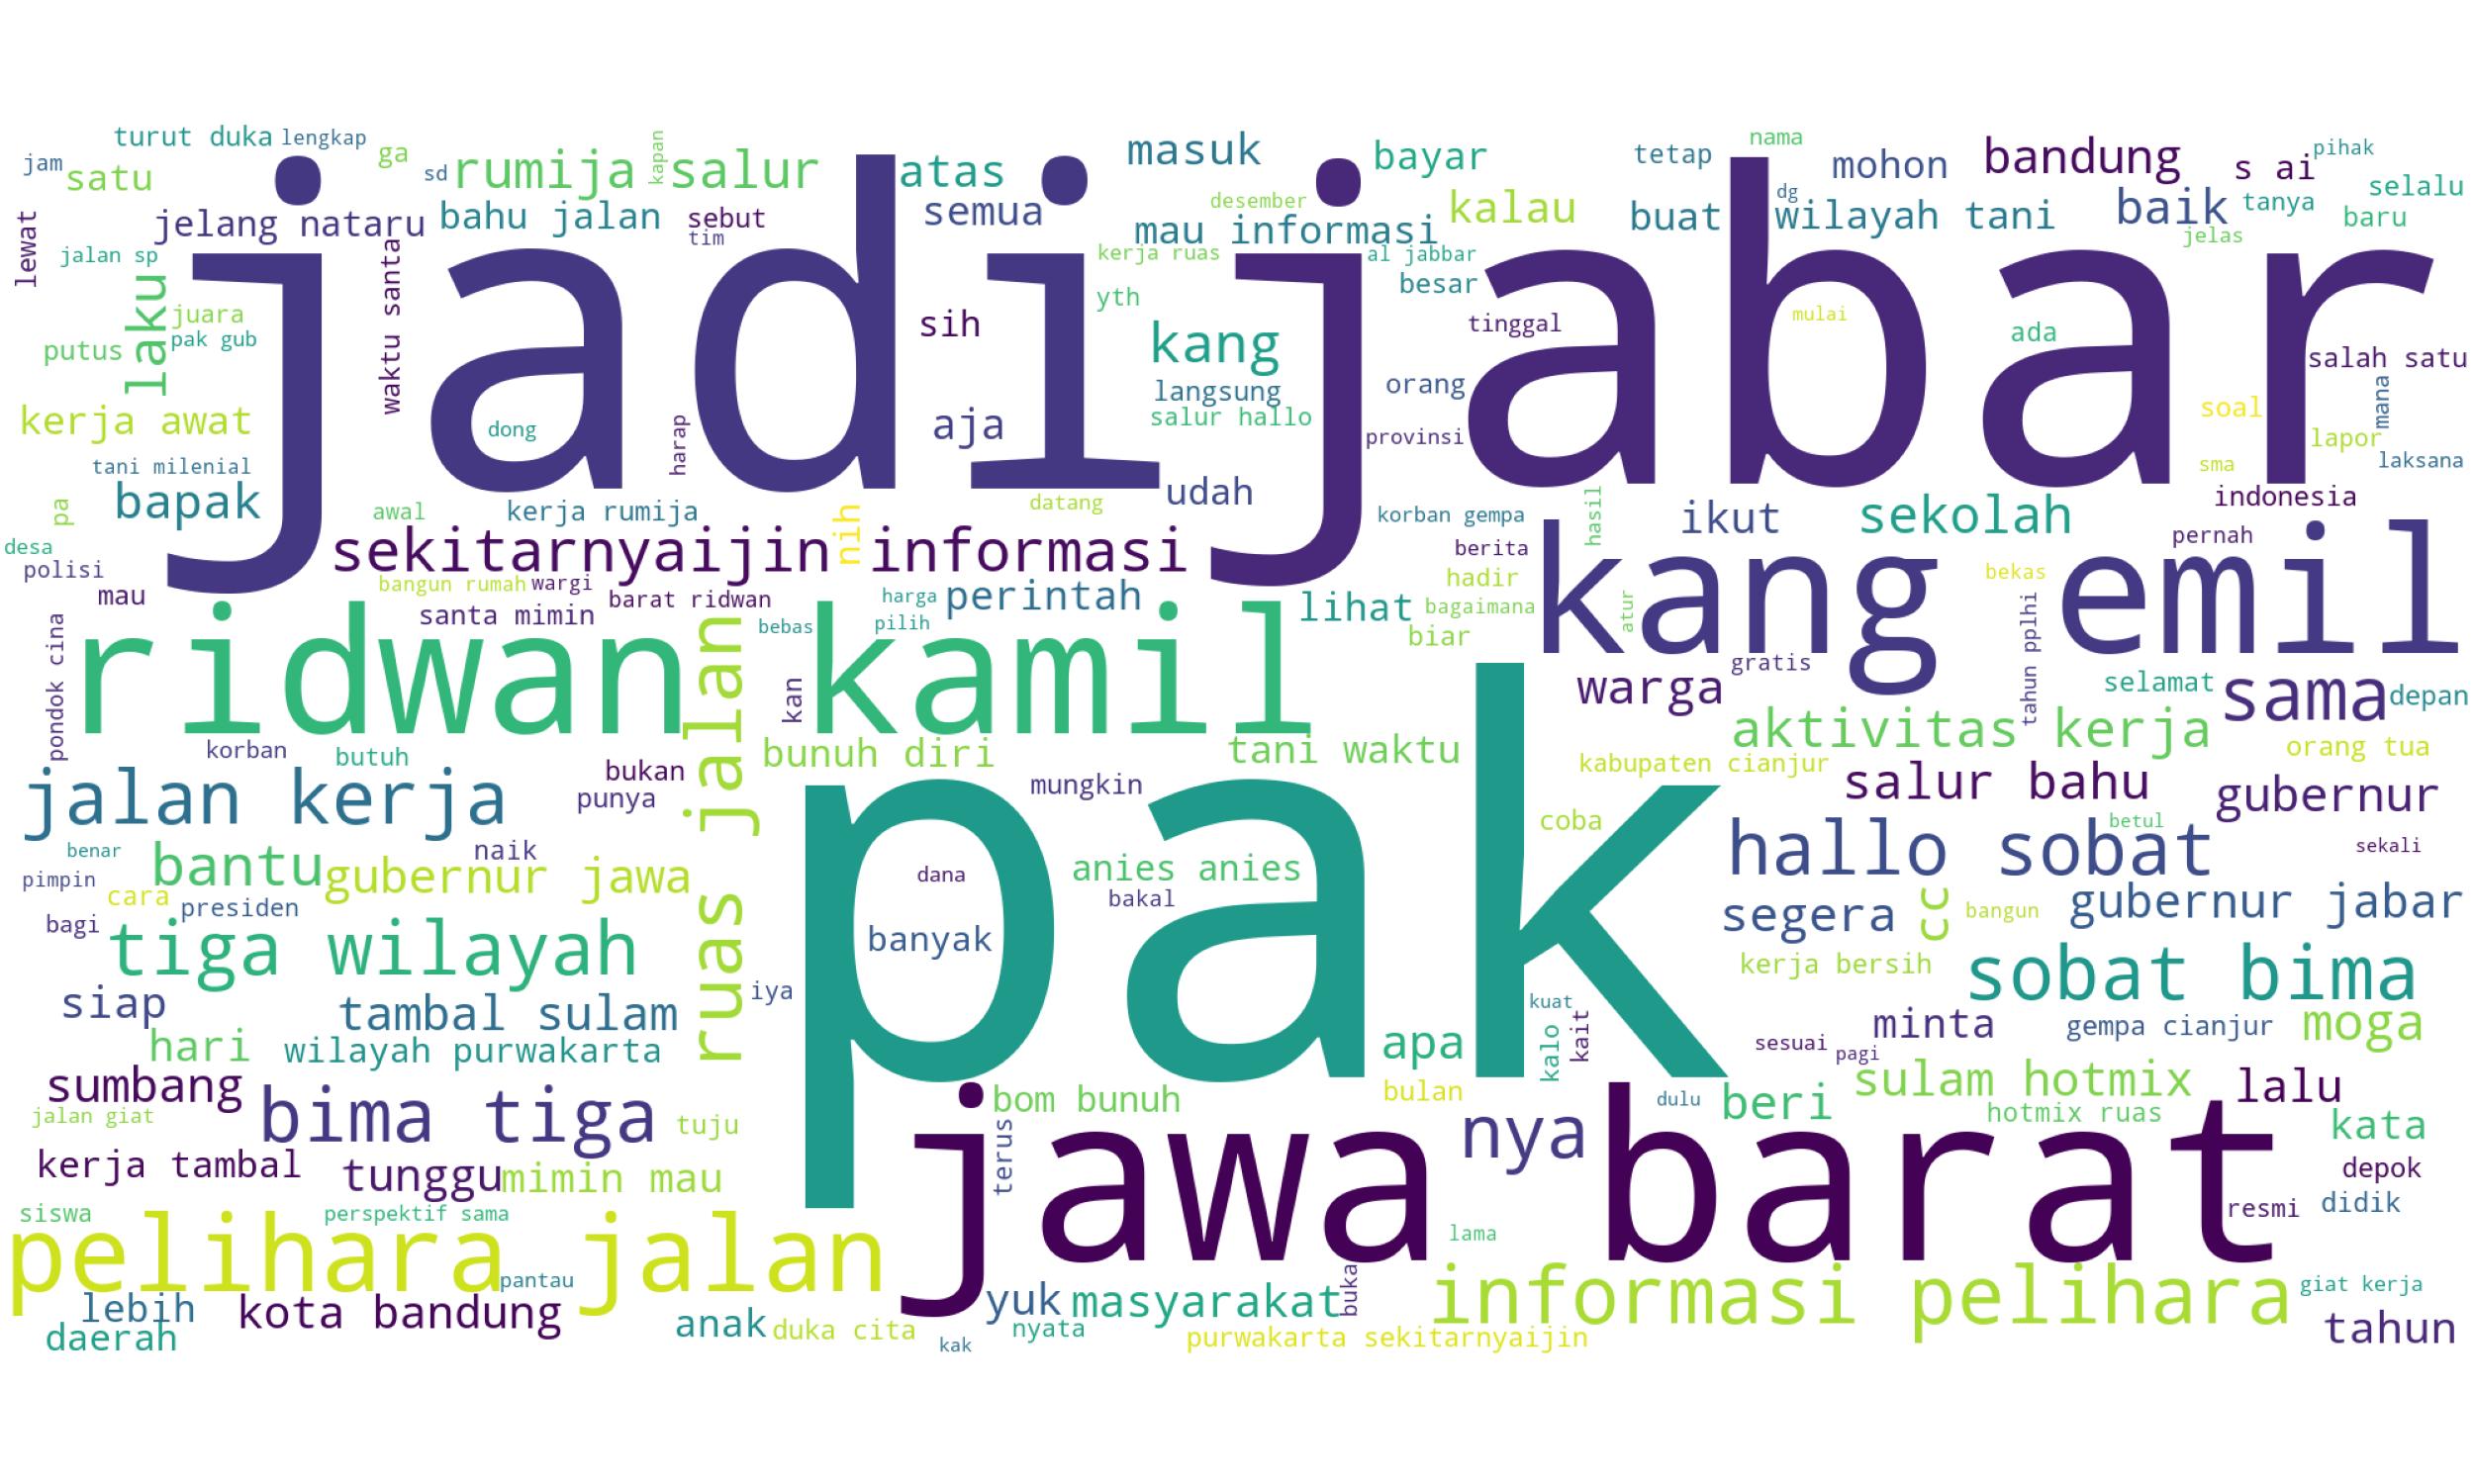 turut duka
lengkap
jam
satu
ga
sd
rumija
kapan
salur
atas
masuk
bayar
tetap
nama
mohon
bandung
s ai
pihak
selalu
lewat
jelang nataru
bahu jalan
sebut
tim
semua
desember
mau informasi
kalau
buat
dg
wilayah tani
baik
tanya
baru
jelas
jalan sp
jadi
waktu santa
kerja ruas
al jabbar
jabar
besar
yth
laku
juara
pak gub
putus
sih
kang
tinggal
mulai
ada
salah satu
langsung
orang
mana
kerja awat
dong
harap
aja
salur hallo
provinsi
soal
lapor
tani milenial
sma
laksana
bapak
pa
awal
kerja rumija
datang
udah
korban gempa
hasil
ikut
sekolah
indonesia
pernah
desa
polisi
sekitarnyaijin
nih
informasi
berita
kang emil
mau
bangun rumah
wargi
santa mimin
barat ridwan
harga
pilih
perintah
lihat
hadir
bagaimana
biar
atur
bekas
tahun pplhi
pondok cina
ridwan kamil
bebas
kan
gratis
warga
selamat
sama
depan
korban
butuh
ruas jalan
bunuh diri
tani waktu
aktivitas kerja
orang tua
jalan kerja
bukan
punya
mungkin
pak
kabupaten cianjur
salur bahu
gubernur
coba
betul
benar
bantu
naik
gubernur jawa
anies anies
hallo sobat
sekali
pimpin
cara
presiden
dana
bakal
segera
cc
bangun
gubernur jabar
bagi
tiga wilayah
banyak
kerja bersih
sobat bima
siap
tambal sulam
iya
kuat
hari
wilayah purwakarta
apa
kalo
kait
sesuai
pagi
minta
gempa cianjur
moga
sumbang
jalan giat
bima tiga
tuju
bom bunuh
bulan
dulu
beri
sulam hotmix
lalu
hotmix ruas
kata
kerja tambal
tunggu
mimin mau
terus
jawa barat
nya
depok
siswa
perspektif sama
lama
resmi
didik
pelihara jalan
pantau
lebih
kota bandung
yuk
masyarakat
buka
informasi pelihara
giat kerja
daerah
anak
duka cita
kak
nyata
purwakarta sekitarnyaijin
tahun